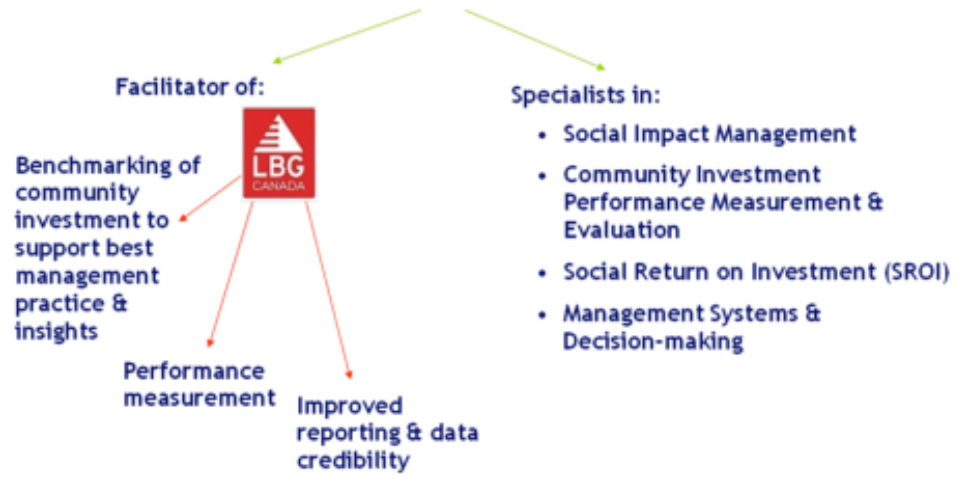 Facilitator of:
LBG
CANADA
Benchmarking of
community
investment to
support best
management
practice &
insights
Performance
measurement
Improved
reporting & data
credibility
Specialists in:
• Social Impact Management
• Community Investment
Performance Measurement &
Evaluation
• Social Return on Investment (SROI)
• Management Systems &
Decision-making